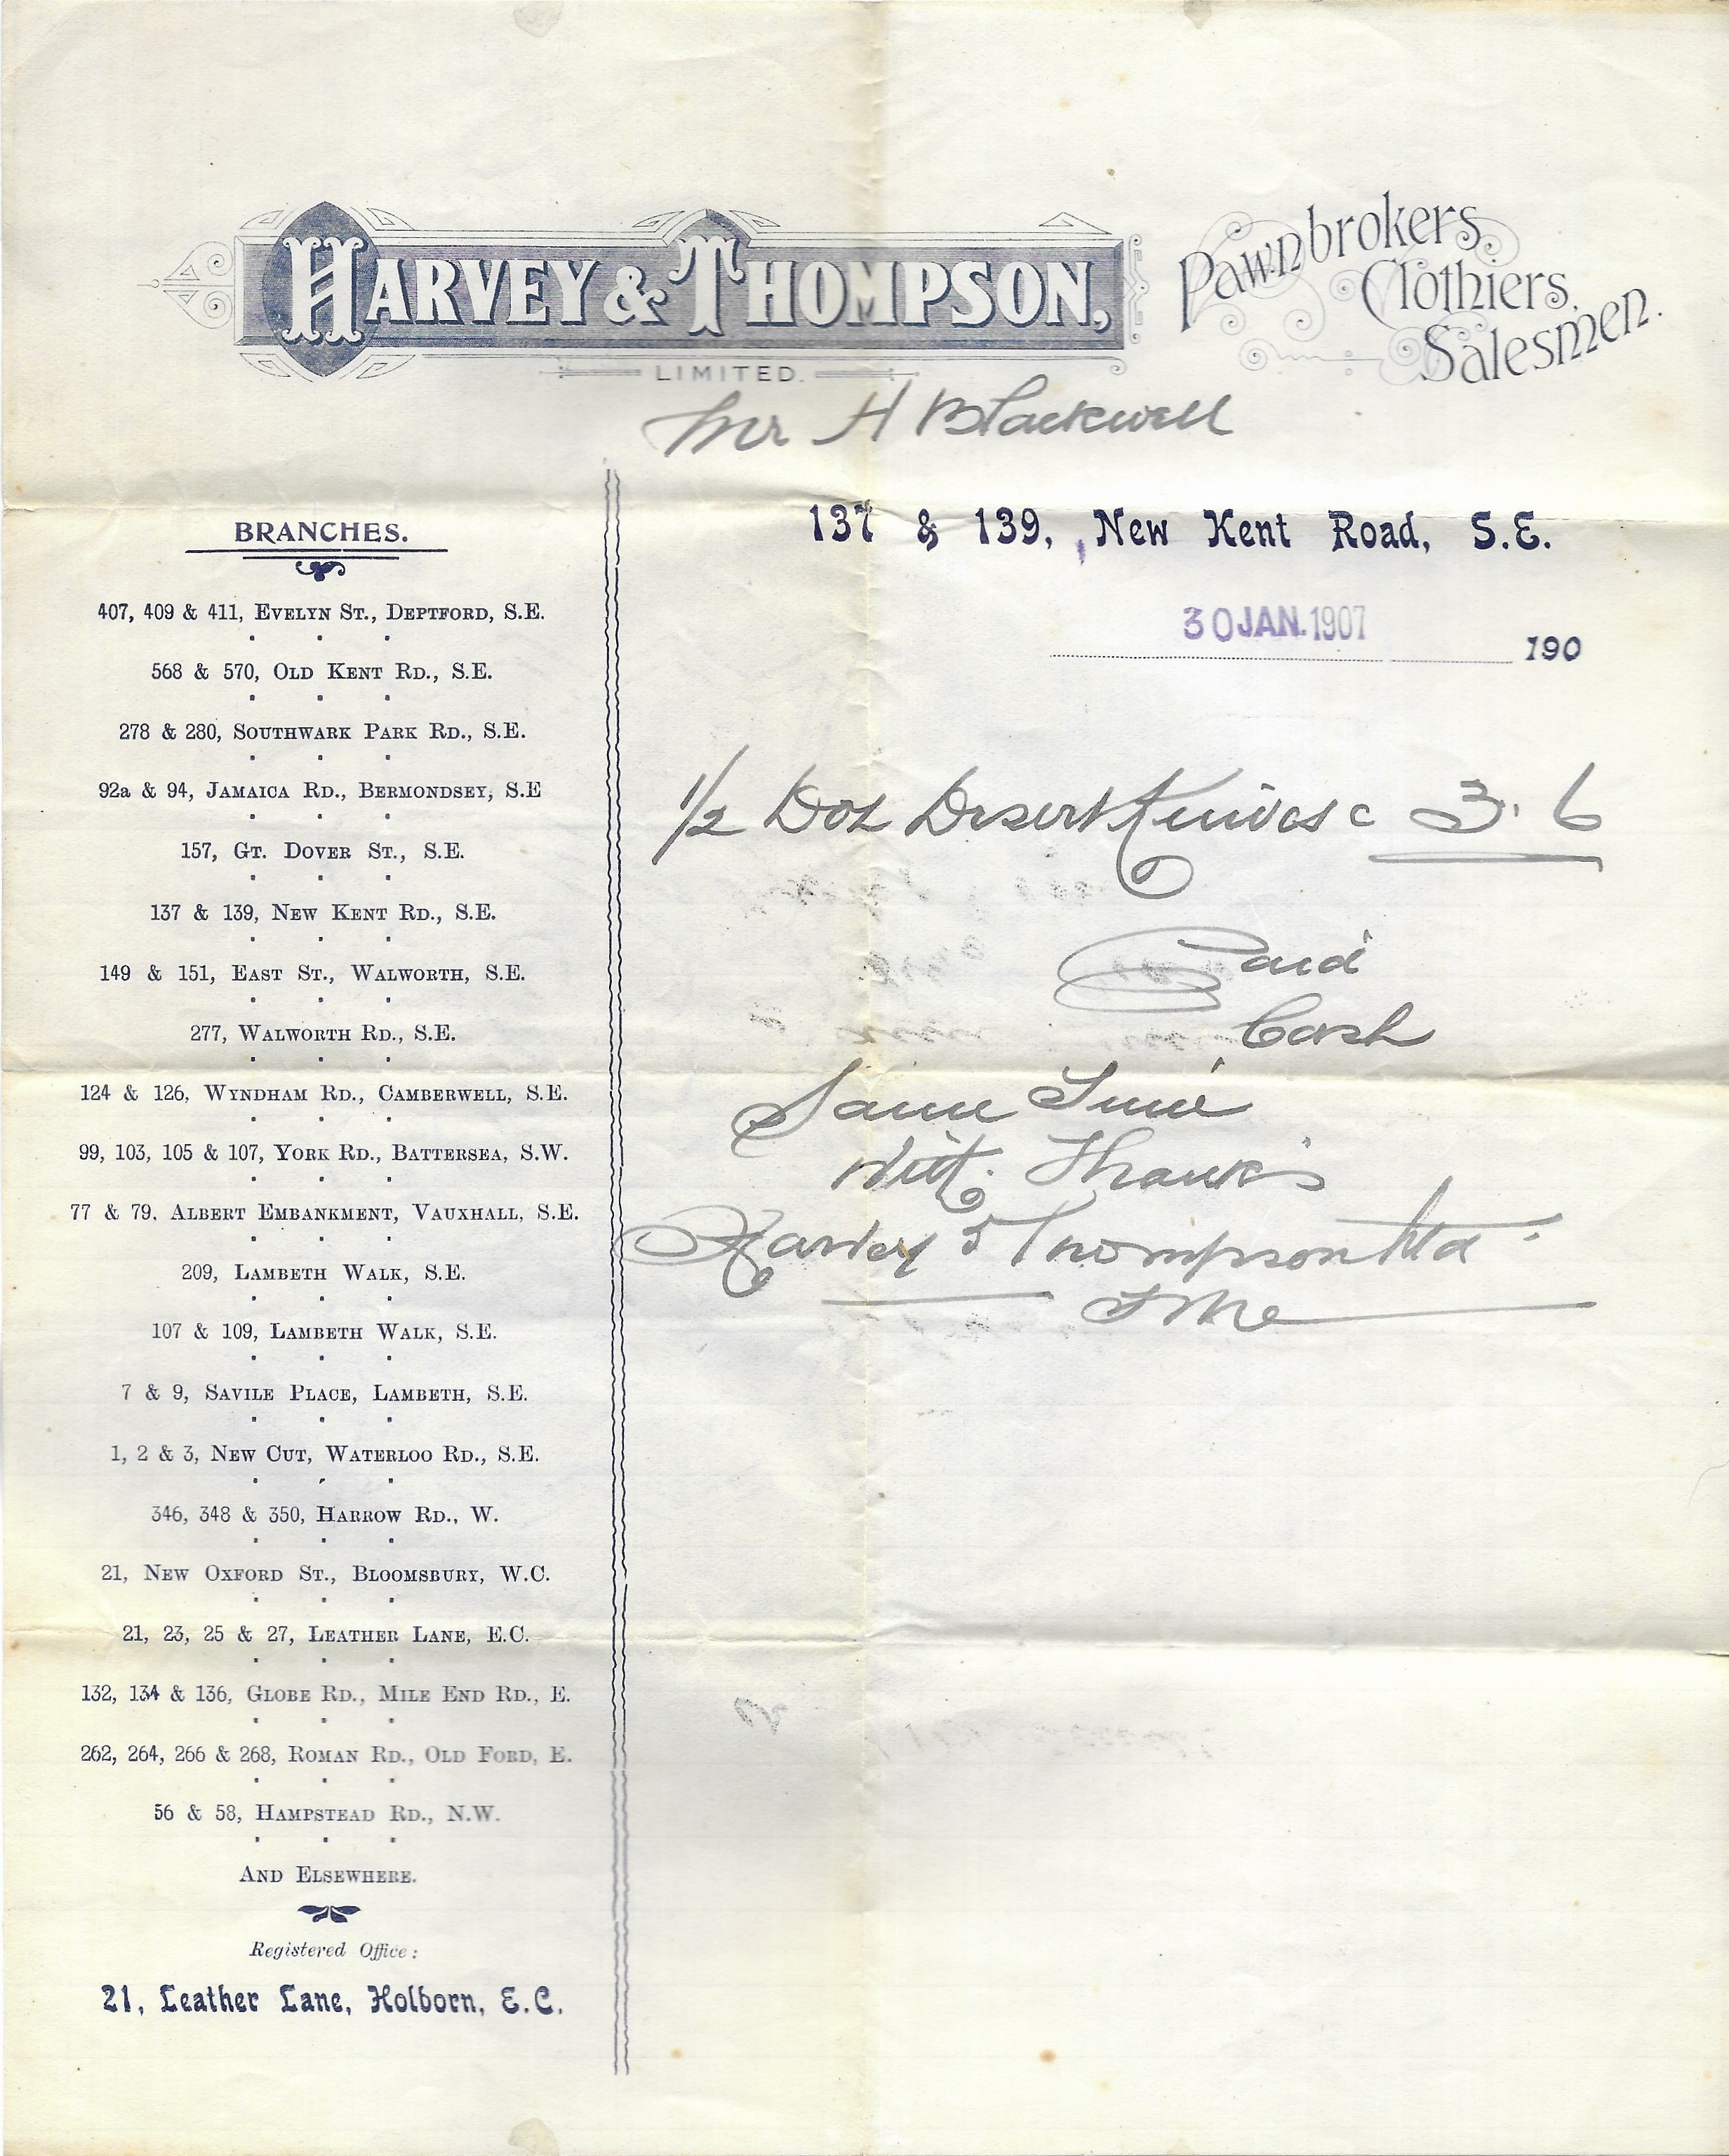 HARVEY & THOMPSON,
LIMITED.
Pawnbrokers,
Clothiers,
Salesmen.
Mr H Blackwell
137 & 139, New Kent Road, S.E.
30 JAN. 1907
190
BRANCHES.
407, 409 & 411, EVELYN ST., DEPTFORD, S.E.
568 & 570, OLD KENT RD., S.E.
278 & 280, SOUTHWARK PARK RD., S.E.
92a & 94, JAMAICA RD., BERMONDSEY, S.E
157, GT. DOVER ST., S.E.
137 & 139, NEW KENT RD., S.E.
149 & 151, EAST ST., WALWORTH, S.E.
277, WALWORTH RD., S.E.
124 & 126, WYNDHAM RD., CAMBERWELL, S.E.
99, 103, 105 & 107, YORK RD., BATTERSEA, S.W.
77 & 79, ALBERT EMBANKMENT, VAUXHALL, S.E.
209, LAMBETH WALK, S.E.
107 & 109, LAMBETH WALK, S.E.
7 & 9, SAVILE PLACE, LAMBETH, S.E.
1, 2 & 3, NEW CUT, WATERLOO RD., S.E.
346, 348 & 350, HARROW RD., W.
21, NEW OXFORD ST., BLOOMSBURY, W.C.
21, 23, 25 & 27, LEATHER LANE, E.C.
132, 134 & 136, GLOBE RD., MILE END RD., E.
262, 264, 266 & 268, ROMAN RD., OLD FORD, E.
56 & 58, HAMPSTEAD RD., N.W.
AND ELSEWHERE.
Registered Office:
21, Leather Lane, Holborn, E.C.
1/2 Doz Desert Knives c 3. 6
Paid
Cash
Same Time
With Thanks
Harvey & Thompson Ltd